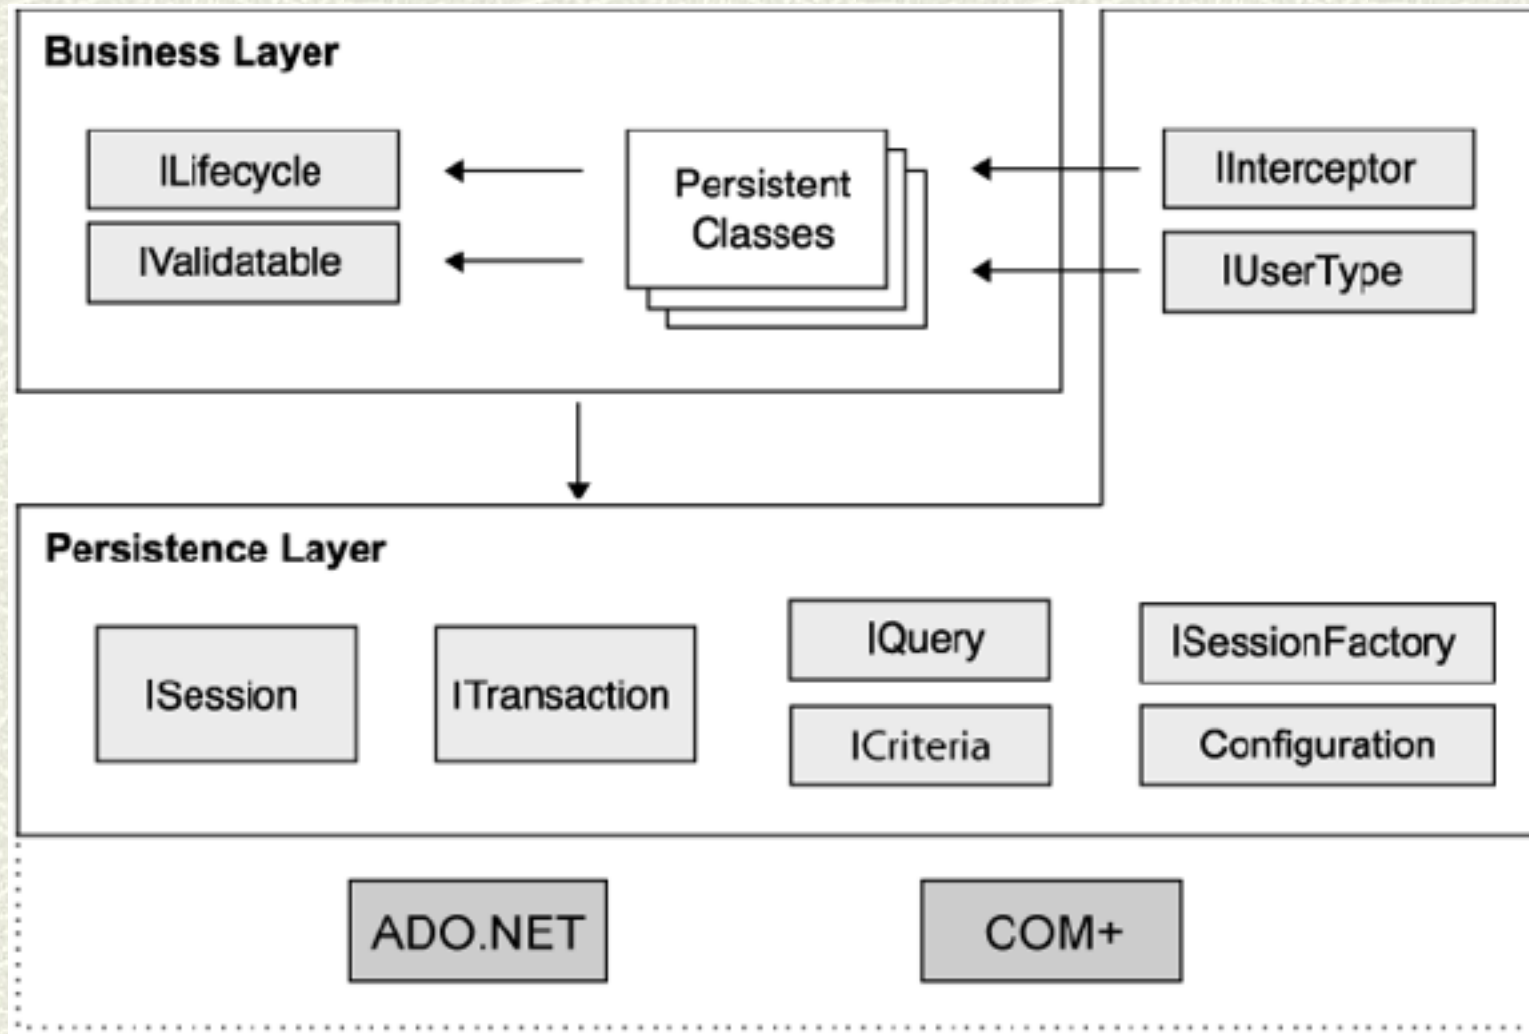 Business Layer
ILifecycle
IValidatable
Persistent
Classes
IInterceptor
IUserType
Persistence Layer
ISession
ITransaction
IQuery
ICriteria
ISessionFactory
Configuration
ADO.NET
COM+